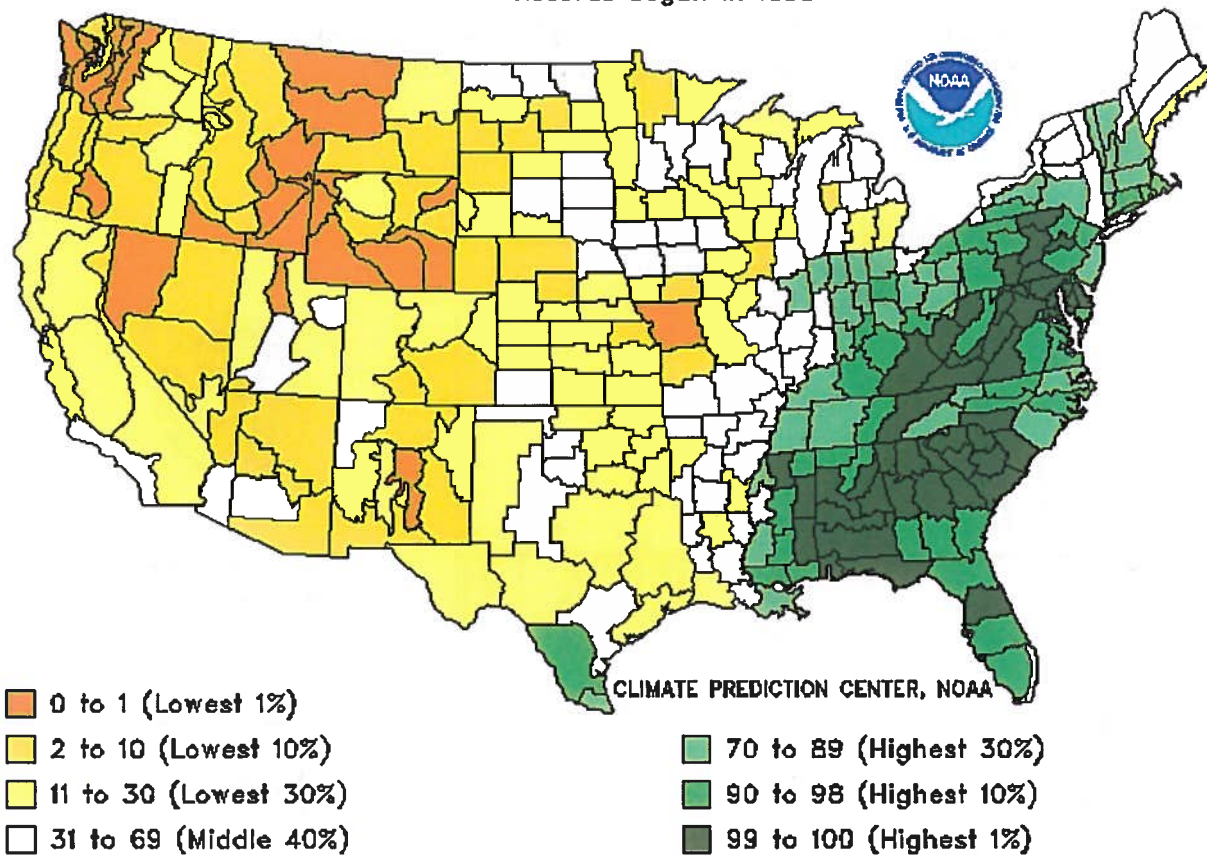 NOAA
CLIMATE PREDICTION CENTER, NOAA
0 to 1 (Lowest 1%)
2 to 10 (Lowest 10%)
11 to 30 (Lowest 30%)
31 to 69 (Middle 40%)
70 to 89 (Highest 30%)
90 to 98 (Highest 10%)
99 to 100 (Highest 1%)